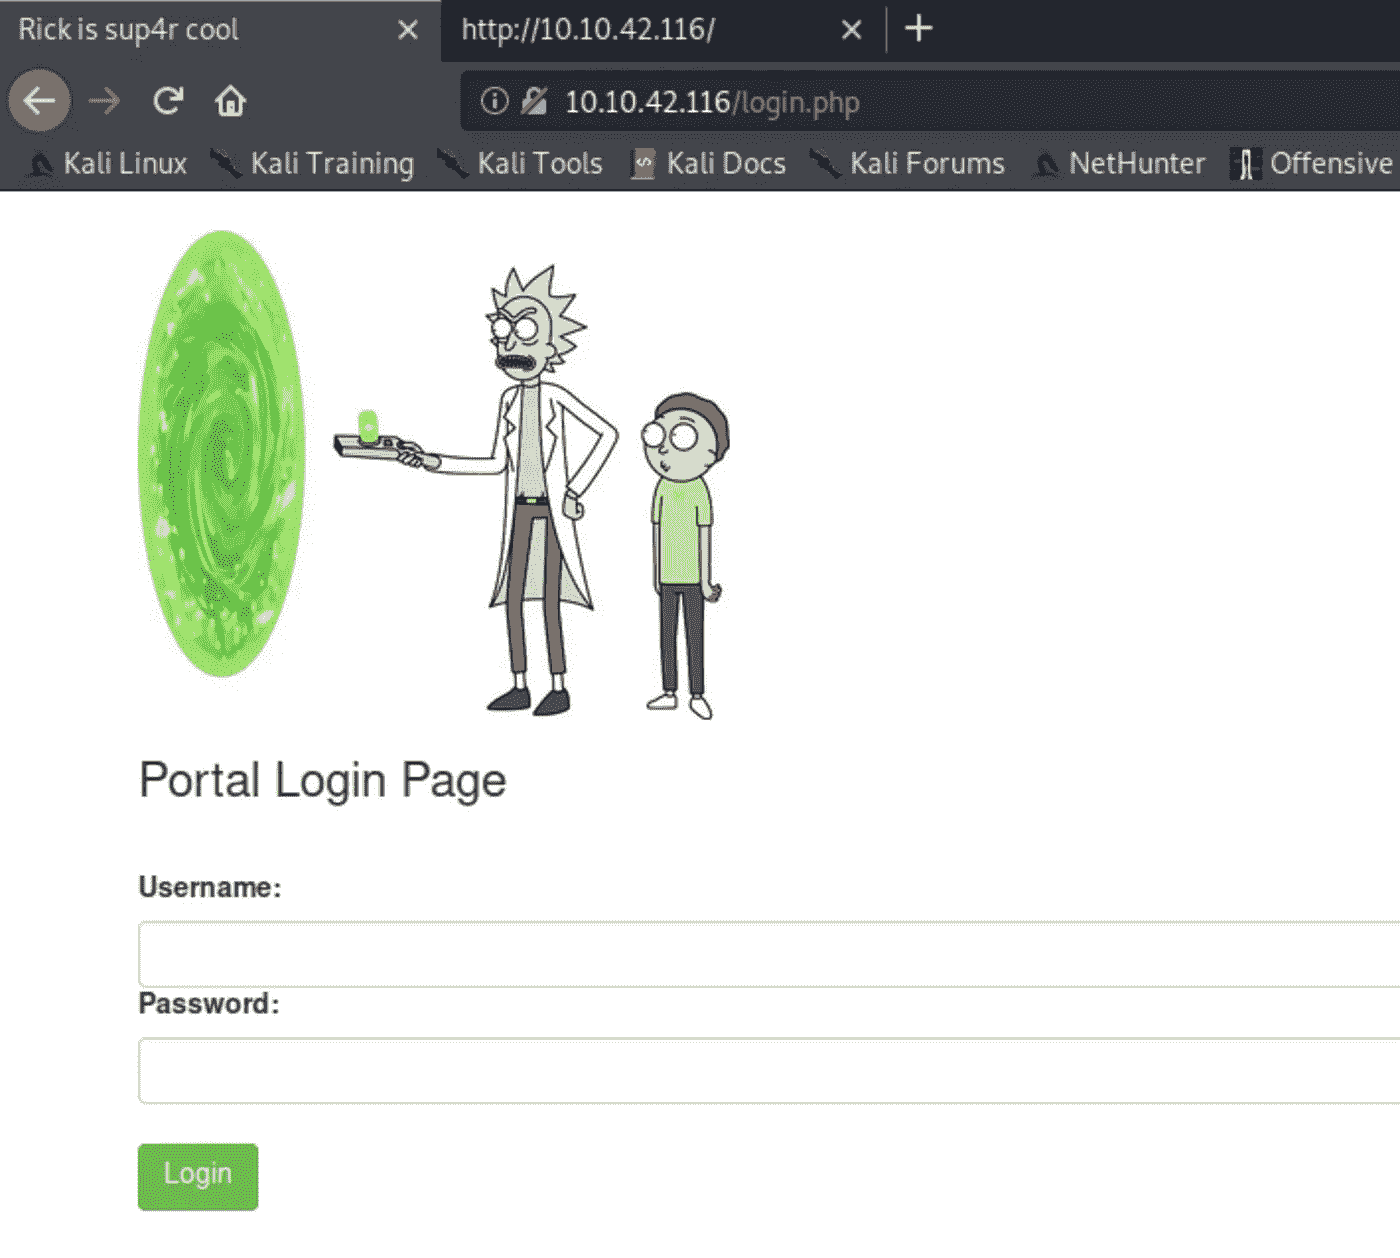 Rick is sup4r cool
http://10.10.42.116/
10.10.42.116/login.php
Kali Linux Kali Training Kali Tools Kali Docs Kali Forums NetHunter Offensive
Portal Login Page
Username:
Password:
Login